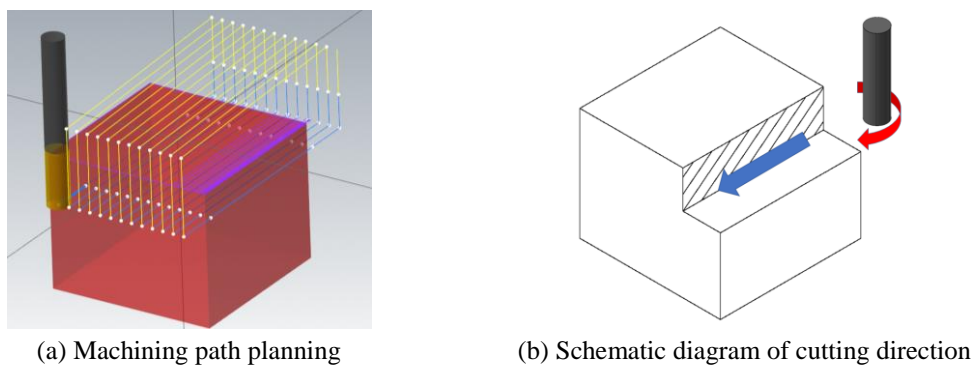 (a) Machining path planning
(b) Schematic diagram of cutting direction